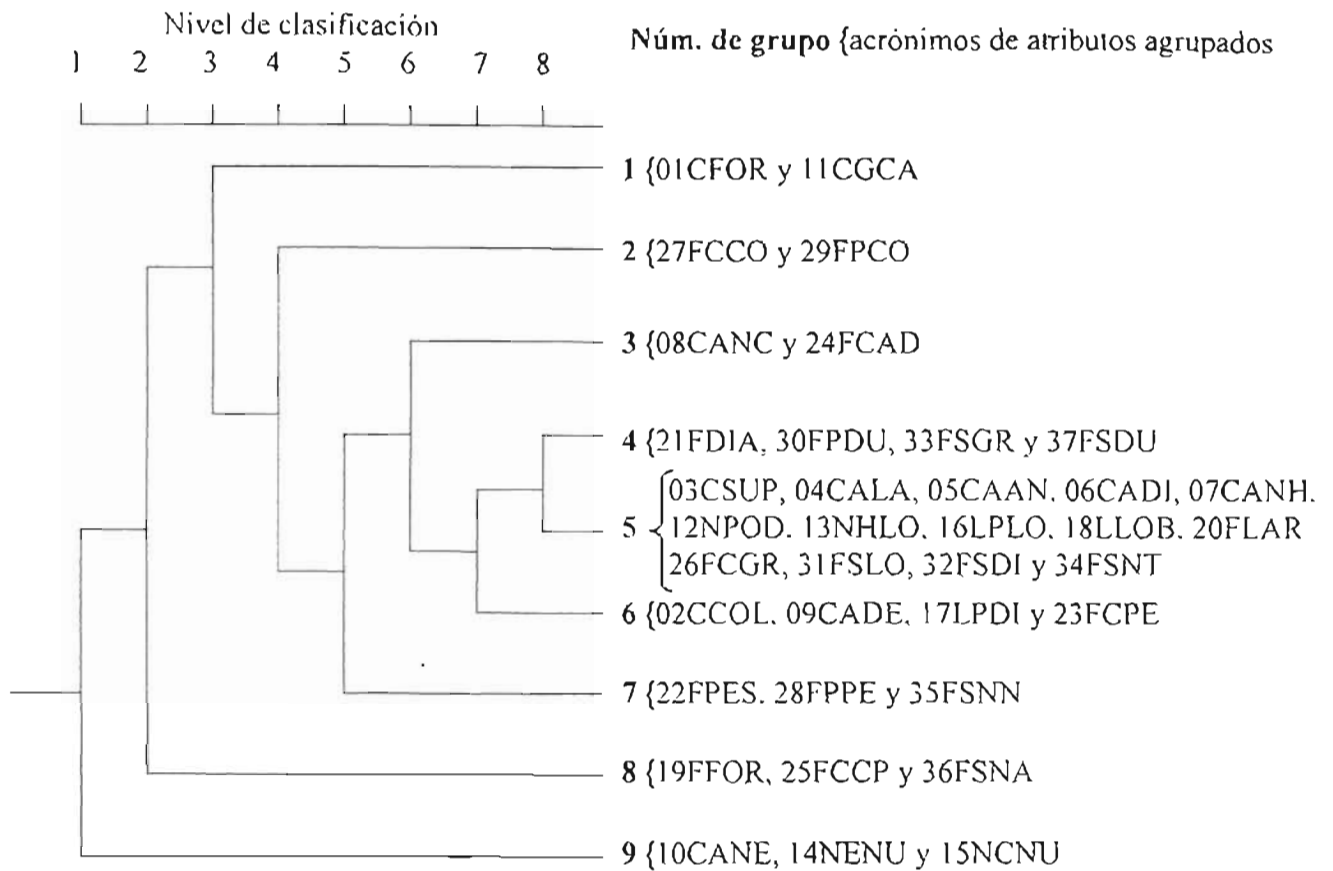 Nivel de clasificación
Núm. de grupo {acrónimos de atributos agrupados
1 2 3 4 5 6 7 8
1 {01CFOR y 11CGCA
2 {27FCCO y 29FPCO
3 {08CANC y 24FCAD
4 {21FDIA, 30FPDU, 33FSGR y 37FSDU
03CSUP, 04CALA, 05CAAN. 06CADI, 07CANH.
5 { 12NPOD. 13NHLO. 16LPLO. 18LLOB. 20FLAR
26FCGR, 31FSLO, 32FSDI y 34FSNT
6 {02CCOL. 09CADE, 17LPDI y 23FCPE
7 {22FPES. 28FPPE y 35FSNN
8 {19FFOR, 25FCCP y 36FSNA
9 {10CANE, 14NENU y 15NCNU